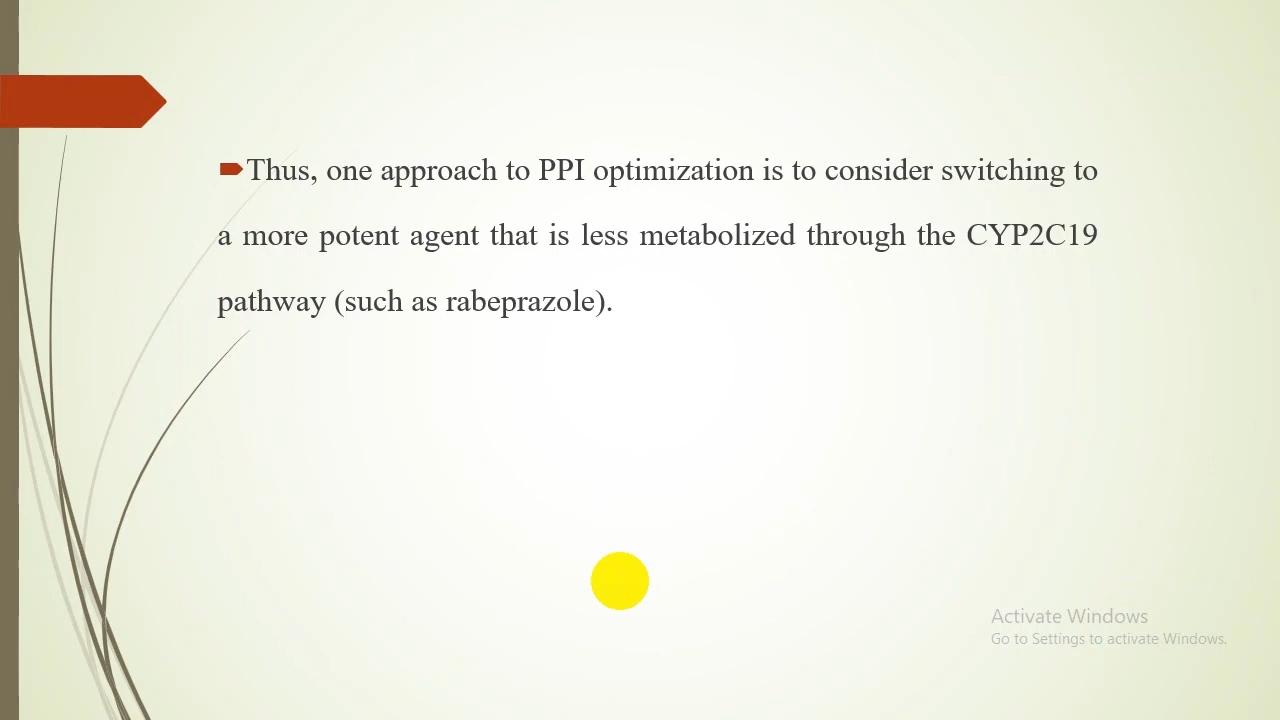 Thus, one approach to PPI optimization is to consider switching to
a more potent agent that is less metabolized through the CYP2C19
pathway (such as rabeprazole).
Activate Windows
Go to Settings to activate Windows.